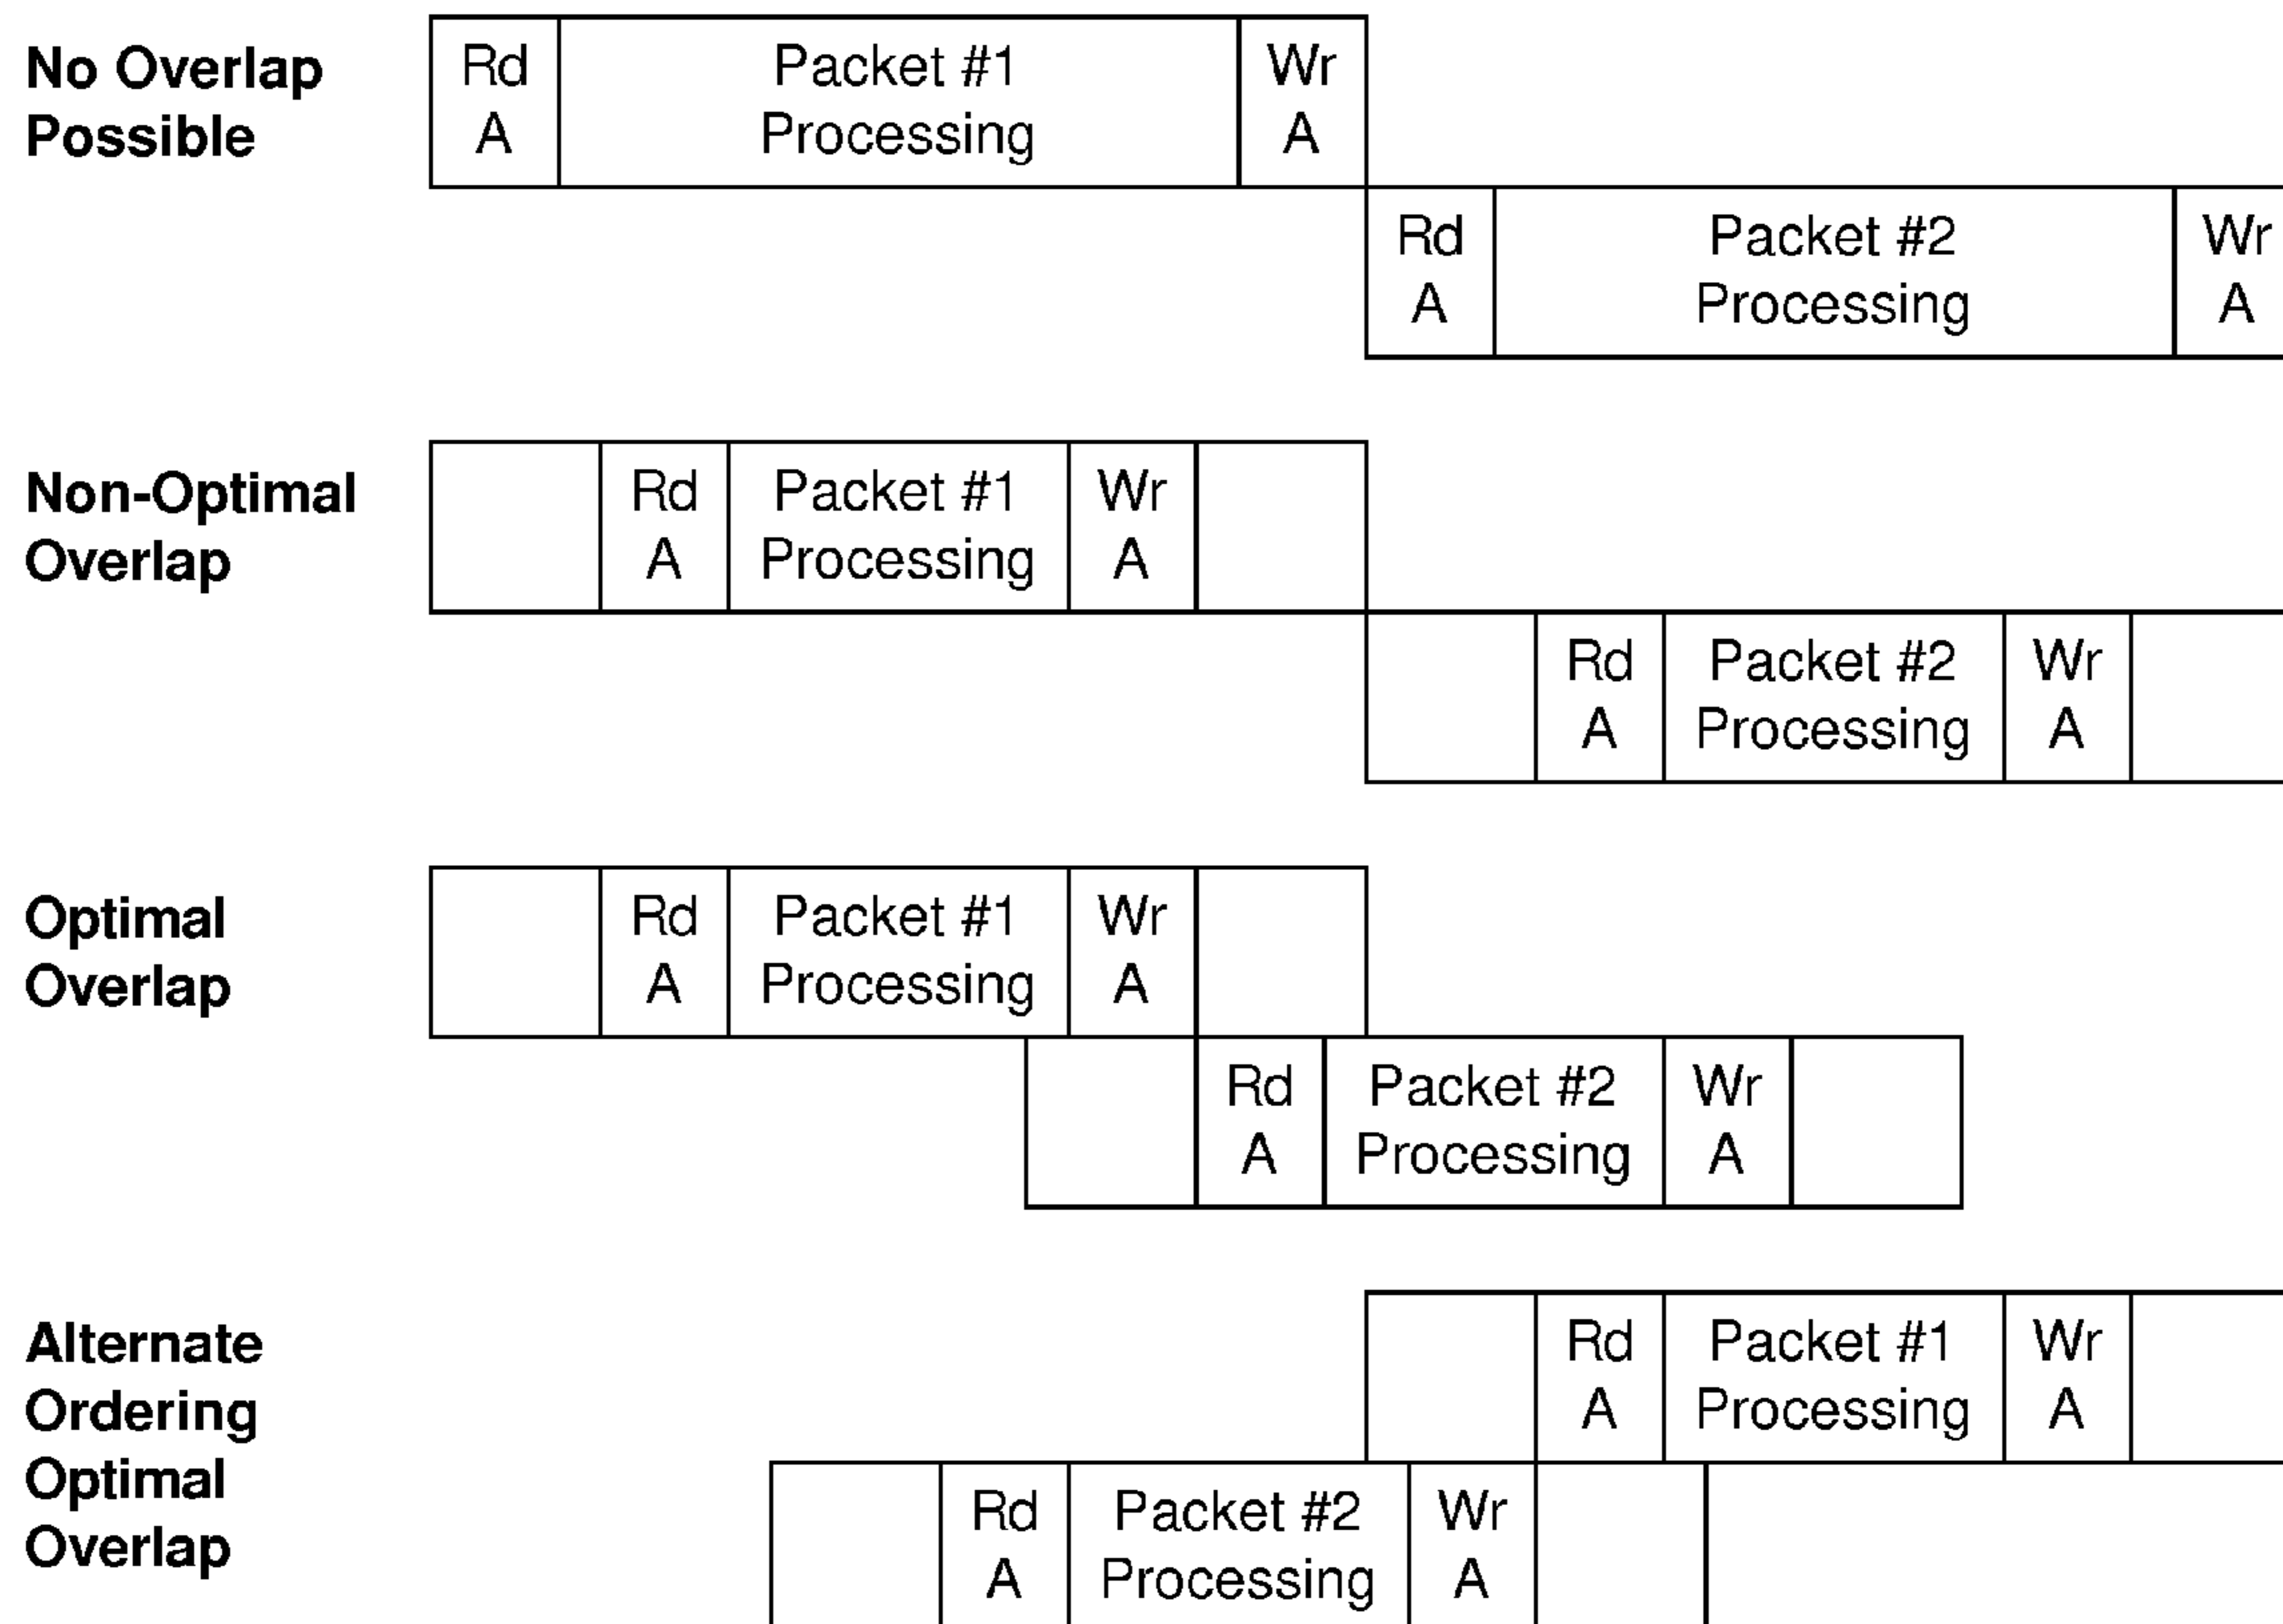 No Overlap
Possible
Rd
A
Packet #1
Processing
Wr
A
Rd
A
Packet #2
Processing
Wr
A
Non-Optimal
Overlap
Rd
A
Packet #1
Processing
Wr
A
Rd
A
Packet #2
Processing
Wr
A
Optimal
Overlap
Rd
A
Packet #1
Processing
Wr
A
Rd
A
Packet #2
Processing
Wr
A
Alternate
Ordering
Optimal
Overlap
Rd
A
Packet #1
Processing
Wr
A
Rd
A
Packet #2
Processing
Wr
A